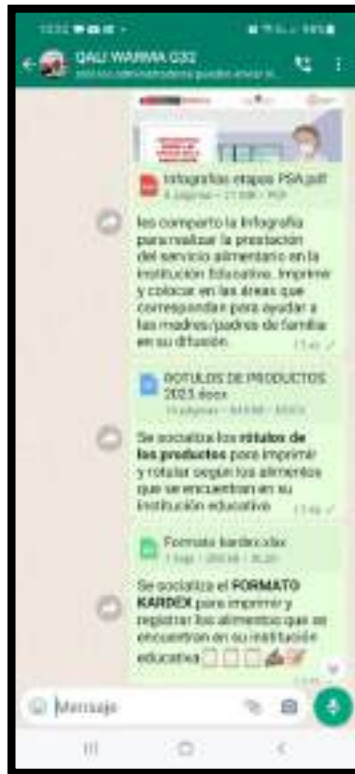 QALI WARMA G32
Infografías etapas PSA.pdf
les comparto la Infografía
para realizar la prestación
del servicio alimentario en la
Institución Educativa. Imprimir
y colocar en las áreas que
correspondan para ayudar a
las madres/padres de familia
en su difusión
ROTULOS DE PRODUCTOS
2023.docx
Se socializa los rótulos de
los productos para imprimir
y rotular según los alimentos
que se encuentran en su
institución educativa
Formato kardex.xlsx
Se socializa el FORMATO
KARDEX para imprimir y
registrar los alimentos que se
encuentran en su institución
educativa
Mensaje